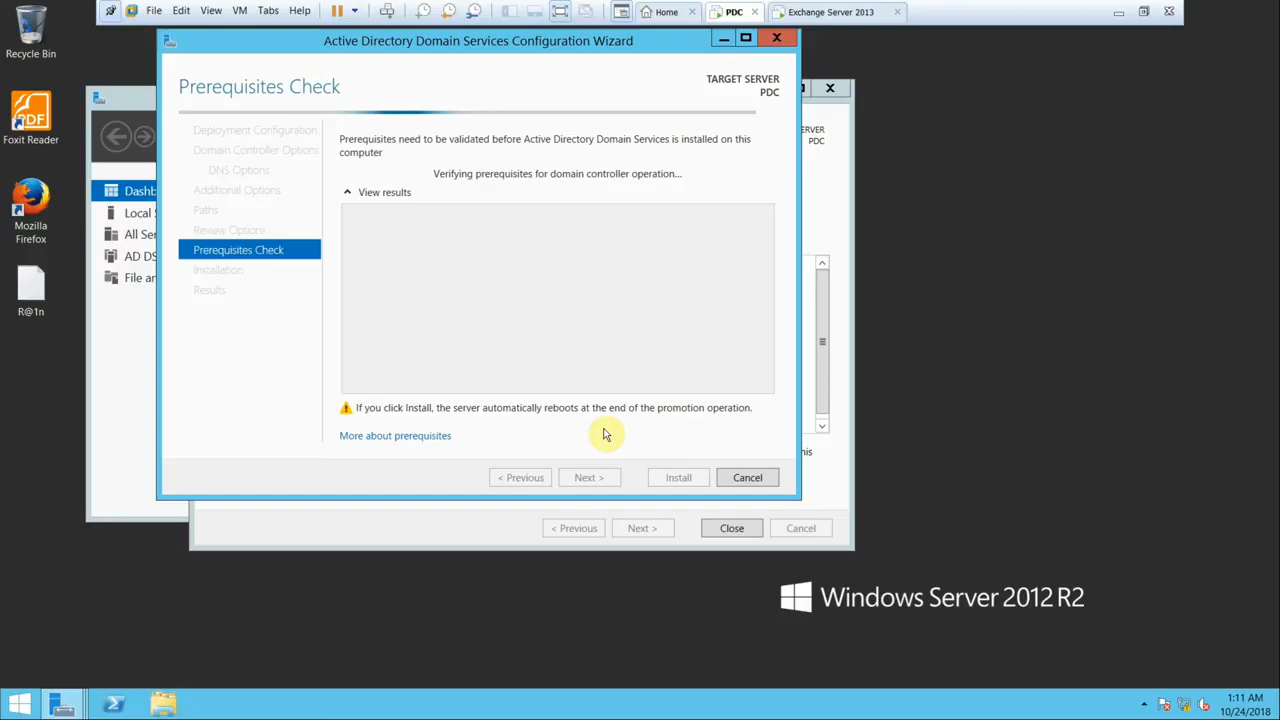 File Edit View VM Tabs Help
Home
PDC
Exchange Server 2013
Recycle Bin
Foxit Reader
Mozilla
Firefox
R@1n
Active Directory Domain Services Configuration Wizard
Prerequisites Check
TARGET SERVER
PDC
Deployment Configuration
Domain Controller Options
DNS Options
Additional Options
Paths
Review Options
Prerequisites Check
Installation
Results
Prerequisites need to be validated before Active Directory Domain Services is installed on this
computer
Verifying prerequisites for domain controller operation...
View results
If you click Install, the server automatically reboots at the end of the promotion operation.
More about prerequisites
< Previous
Next >
Install
Cancel
Dashb
Local S
All Ser
AD DS
File an
ERVER
PDC
his
< Previous
Next >
Close
Cancel
Windows Server 2012 R2
1:11 AM
10/24/2018